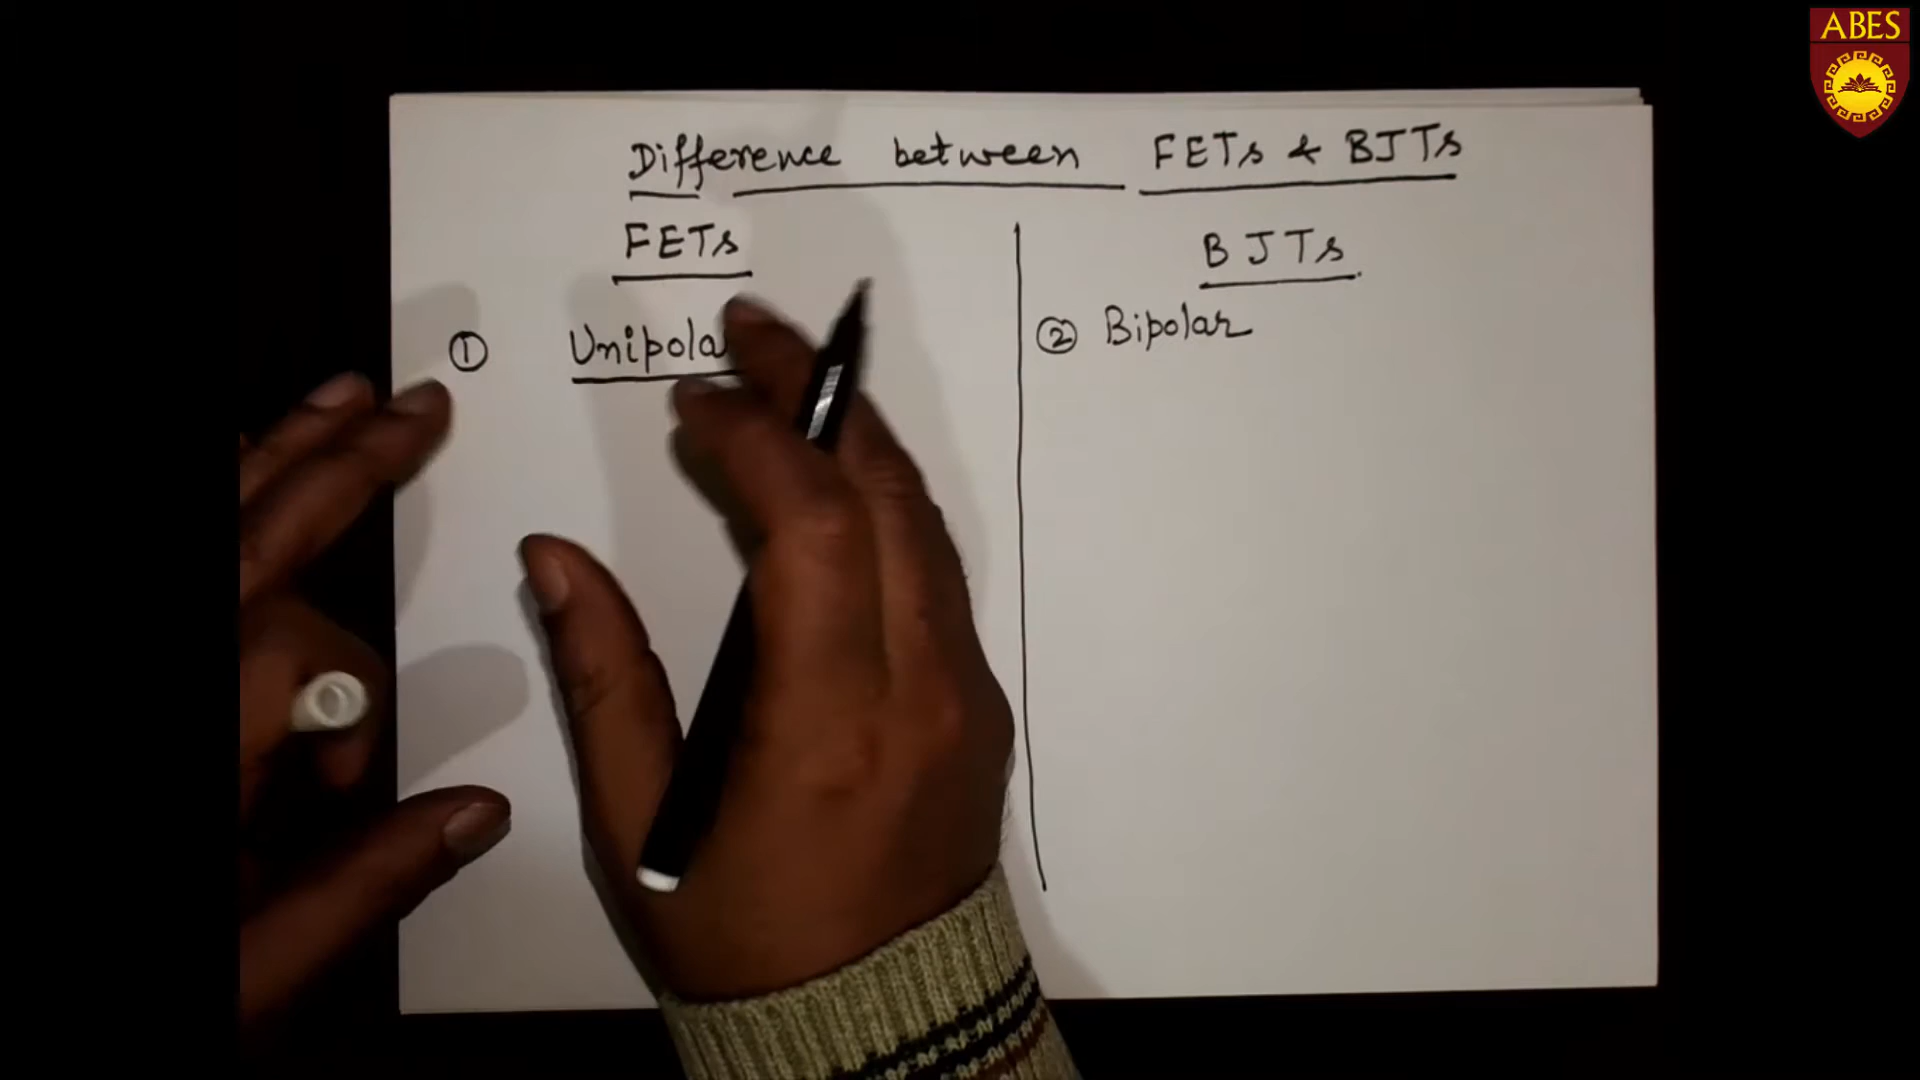 ABES
Difference between FETs & BJTs
FETs
BJTs
① Unipola
② Bipolar